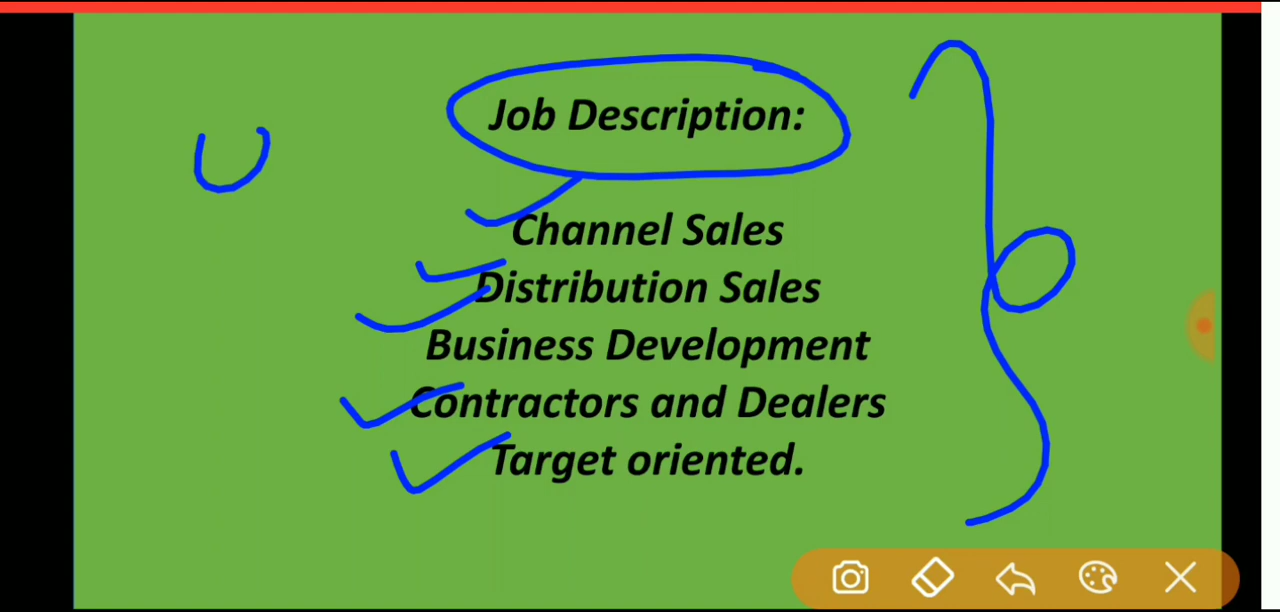 Job Description:
Channel Sales
Distribution Sales
Business Development
Contractors and Dealers
Target oriented.